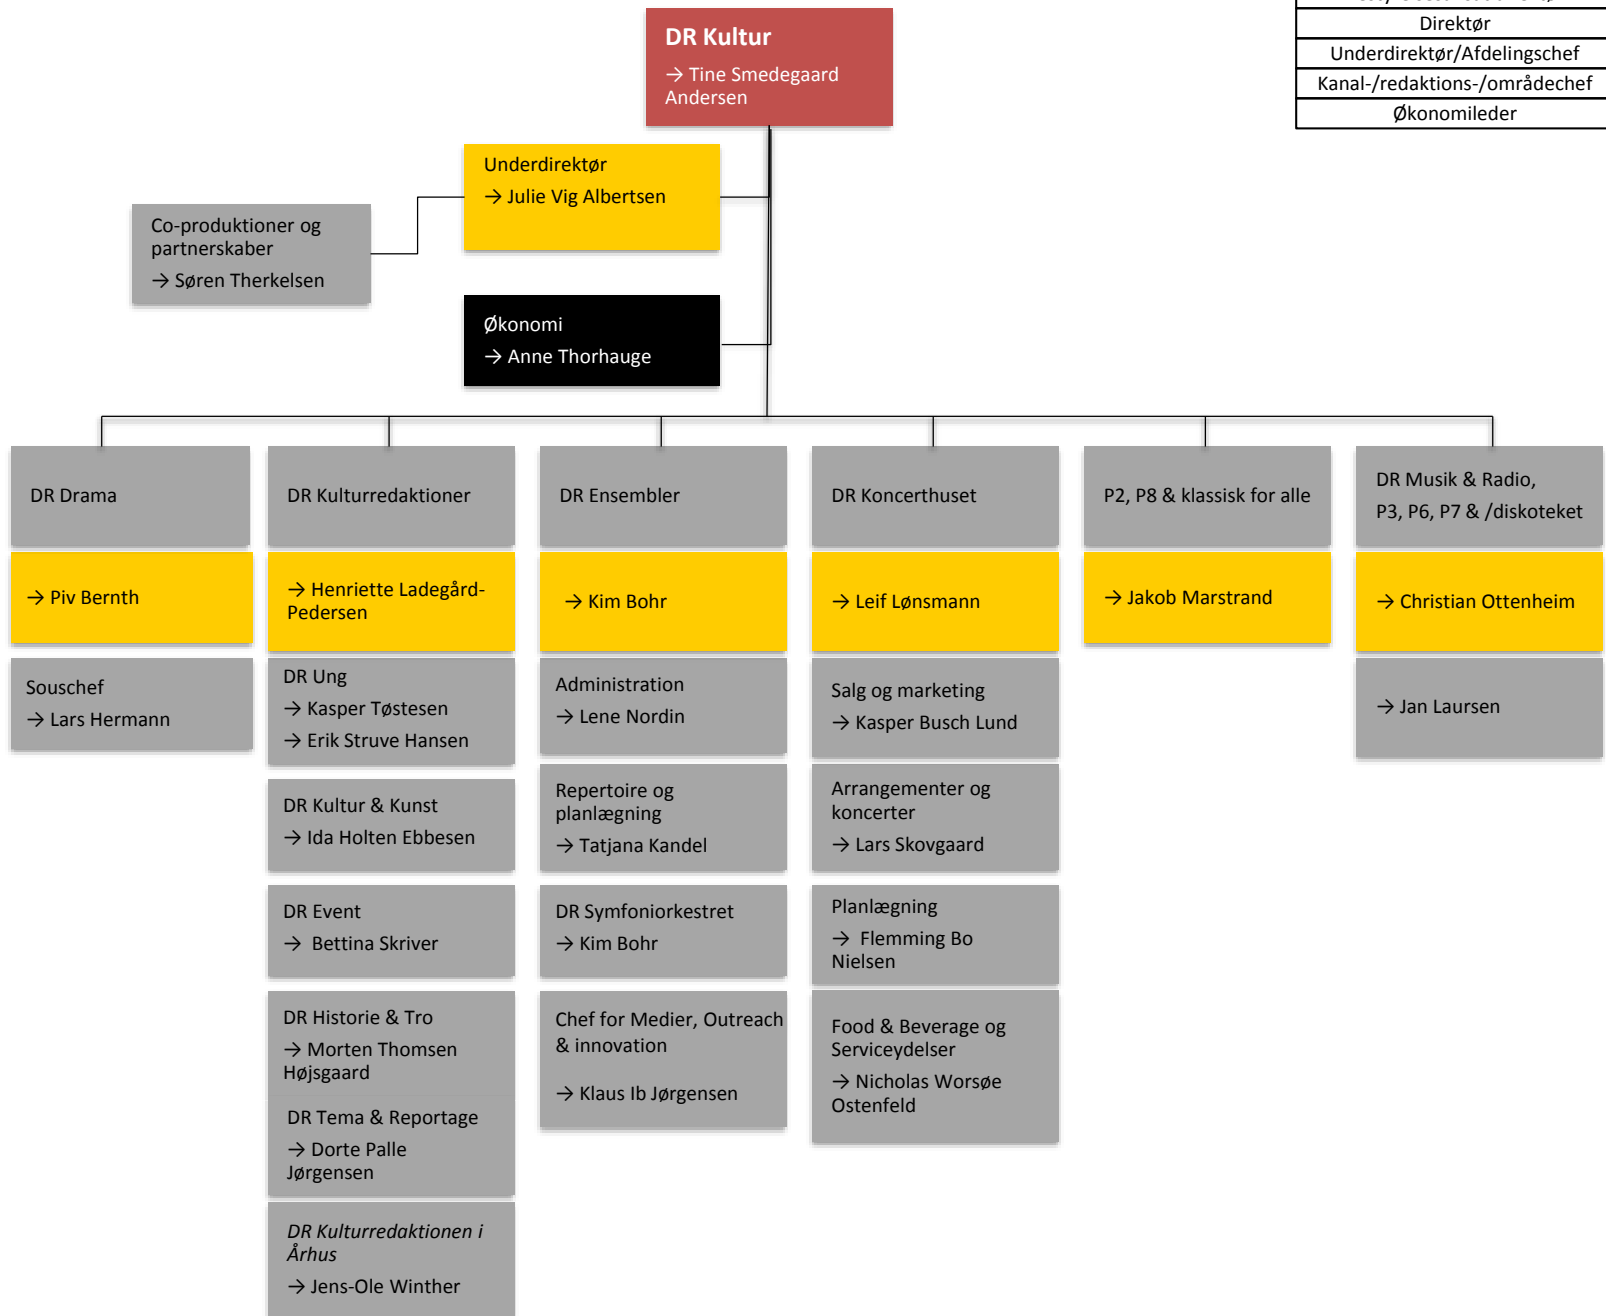 Direktør
Underdirektør/Afdelingschef
Kanal-/redaktions-/områdechef
Økonomileder
DR Kultur
→ Tine Smedegaard
Andersen
Underdirektør
→ Julie Vig Albertsen
Co-produktioner og
partnerskaber
→ Søren Therkelsen
Økonomi
→ Anne Thorhauge
DR Drama
→ Piv Bernth
Souschef
→ Lars Hermann
DR Kulturredaktioner
→ Henriette Ladegård-
Pedersen
DR Ung
→ Kasper Tøstesen
→ Erik Struve Hansen
DR Kultur & Kunst
→ Ida Holten Ebbesen
DR Event
→ Bettina Skriver
DR Historie & Tro
→ Morten Thomsen
Højsgaard
DR Tema & Reportage
→ Dorte Palle
Jørgensen
DR Kulturredaktionen i
Århus
→ Jens-Ole Winther
DR Ensembler
→ Kim Bohr
Administration
→ Lene Nordin
Repertoire og
planlægning
→ Tatjana Kandel
DR Symfoniorkestret
→ Kim Bohr
Chef for Medier, Outreach
& innovation
→ Klaus Ib Jørgensen
DR Koncerthuset
→ Leif Lønsmann
Salg og marketing
→ Kasper Busch Lund
Arrangementer og
koncerter
→ Lars Skovgaard
Planlægning
→ Flemming Bo
Nielsen
Food & Beverage og
Serviceydelser
→ Nicholas Worsøe
Ostenfeld
P2, P8 & klassisk for alle
→ Jakob Marstrand
DR Musik & Radio,
P3, P6, P7 & /diskoteket
→ Christian Ottenheim
→ Jan Laursen